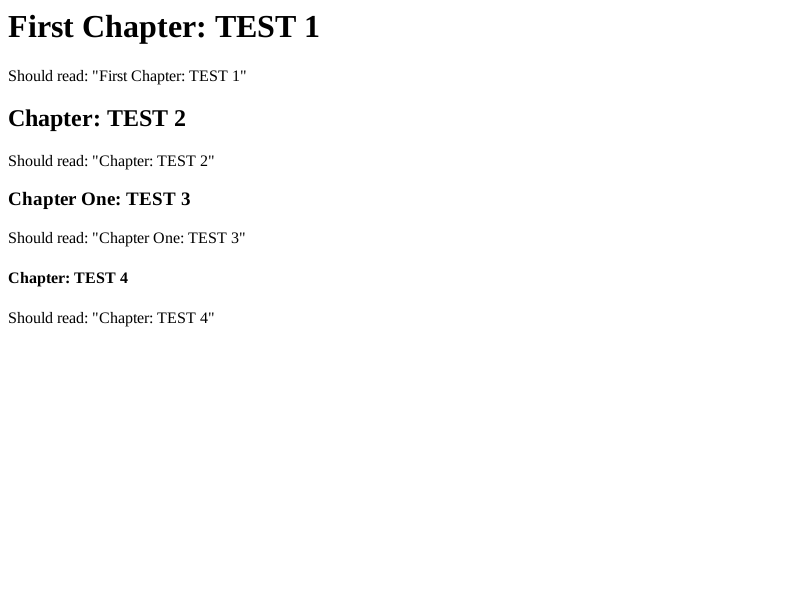 First Chapter: TEST 1
Should read: "First Chapter: TEST 1"
Chapter: TEST 2
Should read: "Chapter: TEST 2"
Chapter One: TEST 3
Should read: "Chapter One: TEST 3"
Chapter: TEST 4
Should read: "Chapter: TEST 4"